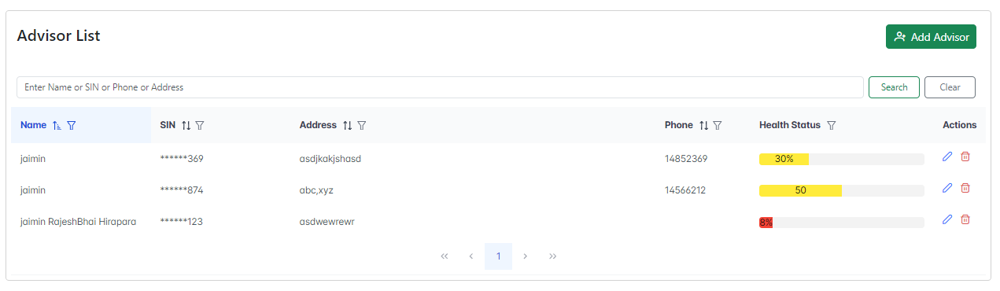 Advisor List
Add Advisor
Enter Name or SIN or Phone or Address
Search
Clear
Name SIN Address Phone Health Status Actions
jaimin ******369 asdjkakjshasd 14852369 30%
jaimin ******874 abc,xyz 14566212 50
jaimin RajeshBhai Hirapara ******123 asdwewrewr 8%
« ‹ 1 › »